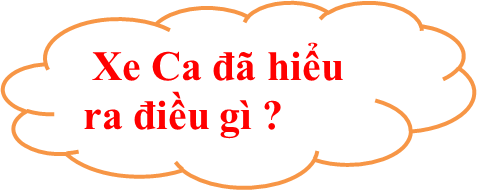 Xe Ca đã hiểu
ra điều gì ?